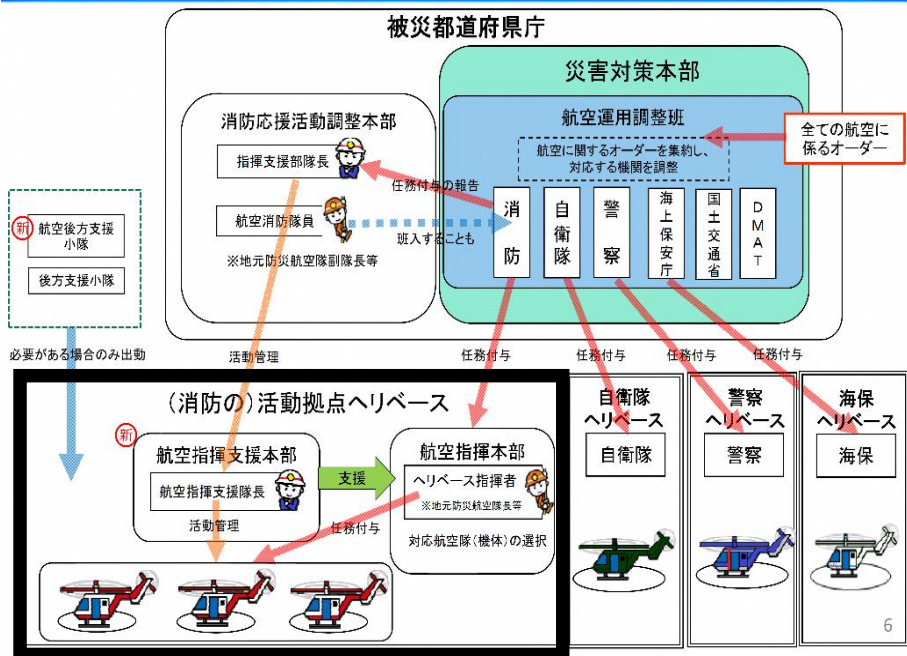 被災都道府県庁
災害対策本部
消防応援活動調整本部
指揮支援部隊長
航空消防隊員
※地元防災航空隊副隊長等
航空運用調整班
航空に関するオーダーを集約し、
対応する機関を調整
全ての航空に
係るオーダー
任務付与の報告
班入することも
消防
自衛隊
警察
海上保安庁
国土交通省
DMAT
新
航空後方支援
小隊
後方支援小隊
必要がある場合のみ出動
活動管理
任務付与
任務付与
任務付与
任務付与
(消防の)活動拠点ヘリベース
新
航空指揮支援本部
航空指揮支援隊長
活動管理
支援
任務付与
航空指揮本部
ヘリベース指揮者
※地元防災航空隊長等
対応航空隊(機体)の選択
自衛隊
ヘリベース
自衛隊
警察
ヘリベース
警察
海保
ヘリベース
海保
6